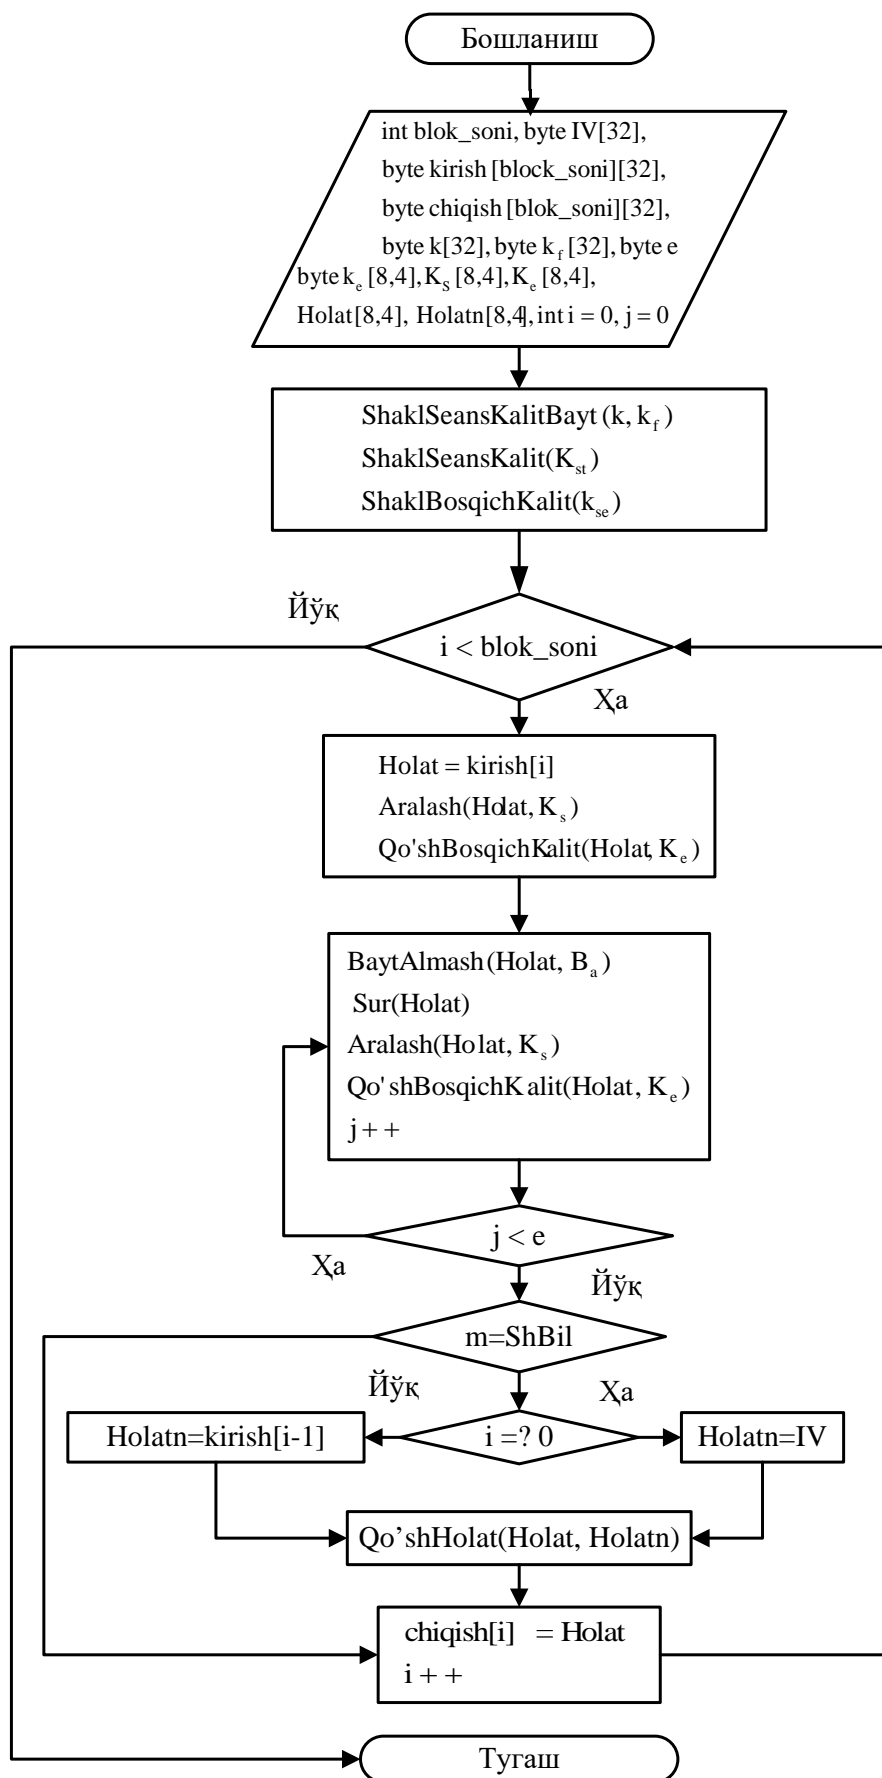 Бошланиш
int blok_soni, byte IV[32],
byte kirish [block_soni][32],
byte chiqish [blok_soni][32],
byte k[32], byte k_f [32], byte e
byte k_e [8,4], K_S [8,4], K_e [8,4],
Holat[8,4], Holatn[8,4], int i = 0, j = 0
ShaklSeansKalitBayt (k, k_f)
ShaklSeansKalit(K_st)
ShaklBosqichKalit(k_se)
Йўқ
i < blok_soni
Ҳа
Holat = kirish[i]
Aralash(Holat, K_s)
Qo'shBosqichKalit(Holat, K_e)
BaytAlmash(Holat, B_a)
Sur(Holat)
Aralash(Holat, K_s)
Qo'shBosqichKalit(Holat, K_e)
j + +
j < e
Ҳа
Йўқ
m=ShBil
Йўқ Ҳа
Holatn=kirish[i-1] i =? 0 Holatn=IV
Qo’shHolat(Holat, Holatn)
chiqish[i] = Holat
i + +
Тугаш